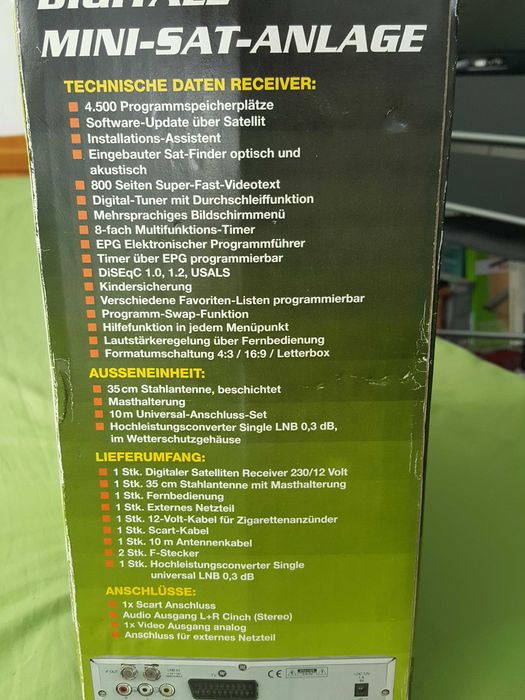 DIGITALE
MINI-SAT-ANLAGE
TECHNISCHE DATEN RECEIVER:
4.500 Programmspeicherplätze
Software-Update über Satellit
Installations-Assistent
Eingebauter Sat-Finder optisch und
akustisch
800 Seiten Super-Fast-Videotext
Digital-Tuner mit Durchschleiffunktion
Mehrsprachiges Bildschirmmenü
8-fach Multifunktions-Timer
EPG Elektronischer Programmführer
Timer über EPG programmierbar
DiSEqC 1.0, 1.2, USALS
Kindersicherung
Verschiedene Favoriten-Listen programmierbar
Programm-Swap-Funktion
Hilfefunktion in jedem Menüpunkt
Lautstärkeregelung über Fernbedienung
Formatumschaltung 4:3 / 16:9 / Letterbox
AUSSENEINHEIT:
35 cm Stahlantenne, beschichtet
Masthalterung
10 m Universal-Anschluss-Set
Hochleistungsconverter Single LNB 0,3 dB,
im Wetterschutzgehäuse
LIEFERUMFANG:
1 Stk. Digitaler Satelliten Receiver 230/12 Volt
1 Stk. 35 cm Stahlantenne mit Masthalterung
1 Stk. Fernbedienung
1 Stk. Externes Netzteil
1 Stk. 12-Volt-Kabel für Zigarettenanzünder
1 Stk. Scart-Kabel
1 Stk. 10 m Antennenkabel
2 Stk. F-Stecker
1 Stk. Hochleistungsconverter Single
universal LNB 0,3 dB
ANSCHLÜSSE:
1x Scart Anschluss
Audio Ausgang L+R Cinch (Stereo)
1x Video Ausgang analog
Anschluss für externes Netzteil
TV
CE